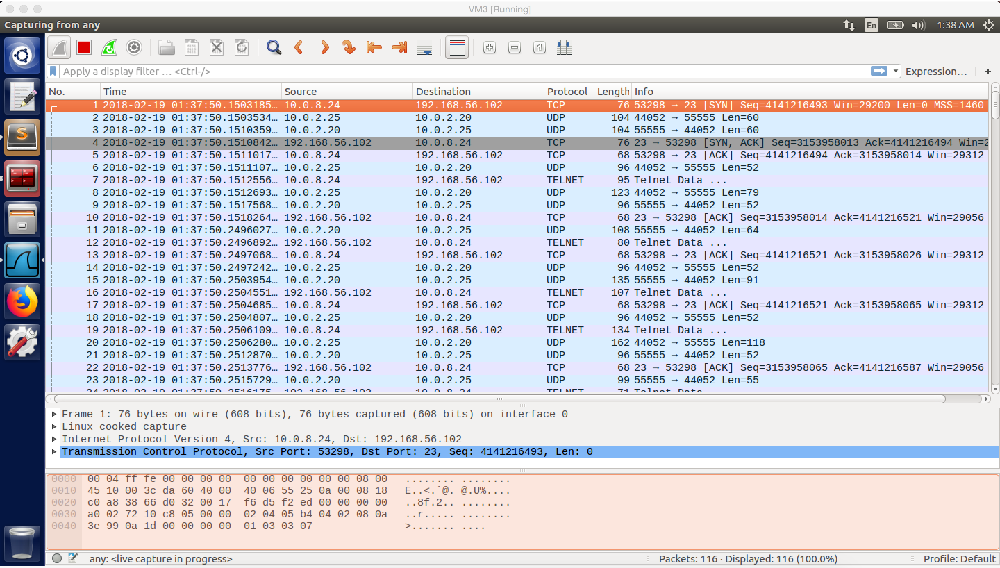 VM3 [Running]
Capturing from any
En
1:38 AM
Apply a display filter … <Ctrl-/>
Expression…
+
No. Time Source Destination Protocol Length Info
1 2018-02-19 01:37:50.1503185… 10.0.8.24 192.168.56.102 TCP 76 53298 → 23 [SYN] Seq=4141216493 Win=29200 Len=0 MSS=1460
2 2018-02-19 01:37:50.1503534… 10.0.2.25 10.0.2.20 UDP 104 44052 → 55555 Len=60
3 2018-02-19 01:37:50.1510359… 10.0.2.20 10.0.2.25 UDP 104 55555 → 44052 Len=60
4 2018-02-19 01:37:50.1510842… 192.168.56.102 10.0.8.24 TCP 76 23 → 53298 [SYN, ACK] Seq=3153958013 Ack=4141216494 Win=2
5 2018-02-19 01:37:50.1511017… 10.0.8.24 192.168.56.102 TCP 68 53298 → 23 [ACK] Seq=4141216494 Ack=3153958014 Win=29312
6 2018-02-19 01:37:50.1511107… 10.0.2.25 10.0.2.20 UDP 96 44052 → 55555 Len=52
7 2018-02-19 01:37:50.1512556… 10.0.8.24 192.168.56.102 TELNET 95 Telnet Data ...
8 2018-02-19 01:37:50.1512693… 10.0.2.25 10.0.2.20 UDP 123 44052 → 55555 Len=79
9 2018-02-19 01:37:50.1517568… 10.0.2.20 10.0.2.25 UDP 96 55555 → 44052 Len=52
10 2018-02-19 01:37:50.1518264… 192.168.56.102 10.0.8.24 TCP 68 23 → 53298 [ACK] Seq=3153958014 Ack=4141216521 Win=29056
11 2018-02-19 01:37:50.2496027… 10.0.2.20 10.0.2.25 UDP 108 55555 → 44052 Len=64
12 2018-02-19 01:37:50.2496892… 192.168.56.102 10.0.8.24 TELNET 80 Telnet Data ...
13 2018-02-19 01:37:50.2497068… 10.0.8.24 192.168.56.102 TCP 68 53298 → 23 [ACK] Seq=4141216521 Ack=3153958026 Win=29312
14 2018-02-19 01:37:50.2497242… 10.0.2.25 10.0.2.20 UDP 96 44052 → 55555 Len=52
15 2018-02-19 01:37:50.2503954… 10.0.2.20 10.0.2.25 UDP 135 55555 → 44052 Len=91
16 2018-02-19 01:37:50.2504551… 192.168.56.102 10.0.8.24 TELNET 107 Telnet Data ...
17 2018-02-19 01:37:50.2504685… 10.0.8.24 192.168.56.102 TCP 68 53298 → 23 [ACK] Seq=4141216521 Ack=3153958065 Win=29312
18 2018-02-19 01:37:50.2504807… 10.0.2.25 10.0.2.20 UDP 96 44052 → 55555 Len=52
19 2018-02-19 01:37:50.2506109… 10.0.8.24 192.168.56.102 TELNET 134 Telnet Data ...
20 2018-02-19 01:37:50.2506280… 10.0.2.25 10.0.2.20 UDP 162 44052 → 55555 Len=118
21 2018-02-19 01:37:50.2512870… 10.0.2.20 10.0.2.25 UDP 96 55555 → 44052 Len=52
22 2018-02-19 01:37:50.2513776… 192.168.56.102 10.0.8.24 TCP 68 23 → 53298 [ACK] Seq=3153958065 Ack=4141216587 Win=29056
23 2018-02-19 01:37:50.2515729… 10.0.2.20 10.0.2.25 UDP 99 55555 → 44052 Len=55
24 2018-02-19 01:37:50.2516175 192.168.56.102 10.0.8.24 TELNET 71 Telnet Data
Frame 1: 76 bytes on wire (608 bits), 76 bytes captured (608 bits) on interface 0
Linux cooked capture
Internet Protocol Version 4, Src: 10.0.8.24, Dst: 192.168.56.102
Transmission Control Protocol, Src Port: 53298, Dst Port: 23, Seq: 4141216493, Len: 0
0000 00 04 ff fe 00 00 00 00 00 00 00 00 00 00 08 00 ........ ........
0010 45 10 00 3c da 60 40 00 40 06 55 25 0a 00 08 18 E..<.`@. @.U%....
0020 c0 a8 38 66 d0 32 00 17 f6 d5 f2 ed 00 00 00 00 ..8f.2.. ........
0030 a0 02 72 10 c8 05 00 00 02 04 05 b4 04 02 08 0a ..r..... ........
0040 3e 99 0a 1d 00 00 00 00 01 03 03 07 >....... ....
any: <live capture in progress>
Packets: 116 · Displayed: 116 (100.0%)
Profile: Default